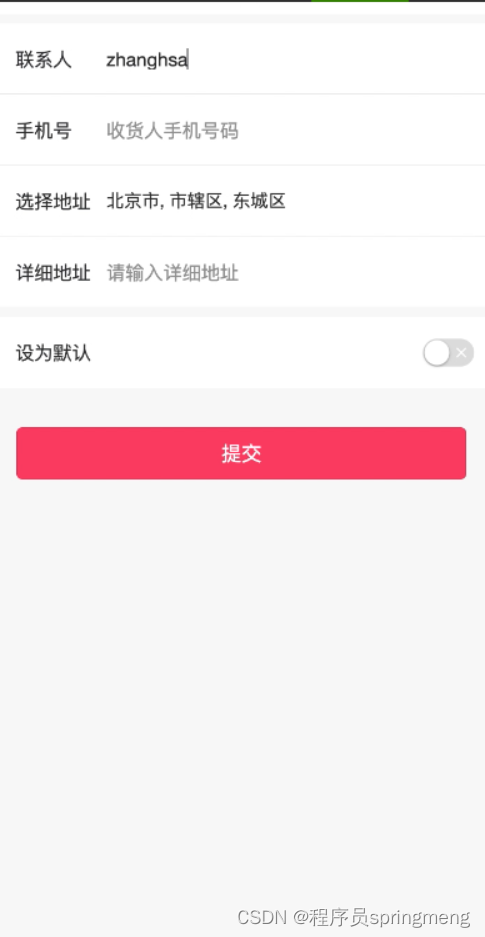 联系人 zhanghsa
手机号 收货人手机号码
选择地址 北京市, 市辖区, 东城区
详细地址 请输入详细地址
设为默认
提交
CSDN @程序员springmeng